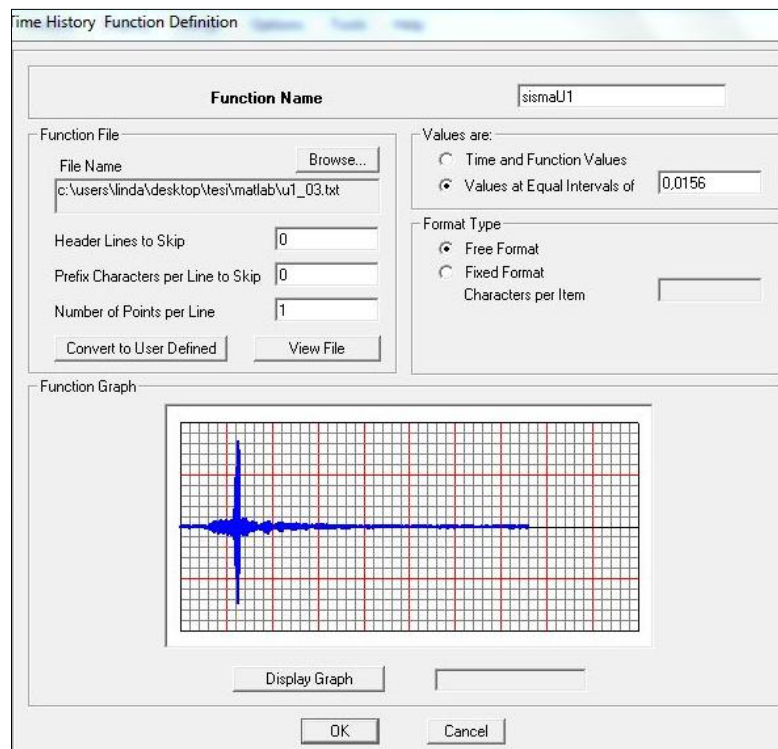 Time History Function Definition
Options Tools Help
Function Name
sismaU1
Function File
File Name
Browse...
c:\users\linda\desktop\tesi\matlab\u1_03.txt
Header Lines to Skip
0
Prefix Characters per Line to Skip
0
Number of Points per Line
1
Convert to User Defined
View File
Values are:
Time and Function Values
Values at Equal Intervals of
0,0156
Format Type
Free Format
Fixed Format
Characters per Item
Function Graph
Display Graph
OK
Cancel